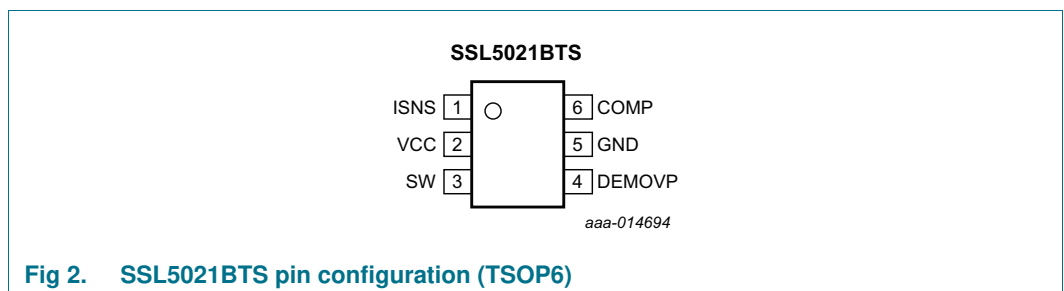 SSL5021BTS
ISNS 1 6 COMP
VCC 2 5 GND
SW 3 4 DEMOVP
aaa-014694
Fig 2. SSL5021BTS pin configuration (TSOP6)